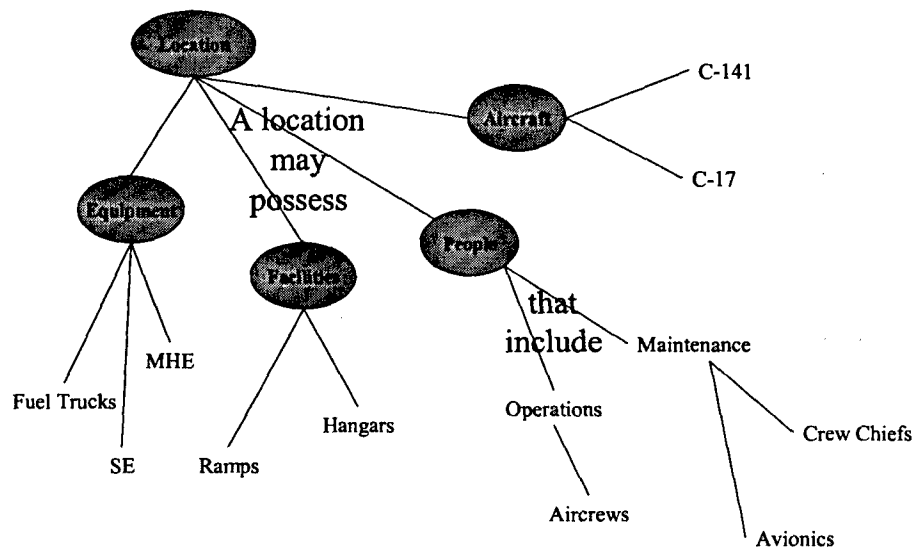 Location
C-141
A location
may
possess
Aircraft
C-17
Equipment
People
Facilities
that
include
MHE
Maintenance
Fuel Trucks
Operations
Hangars
Crew Chiefs
SE
Ramps
Aircrews
Avionics